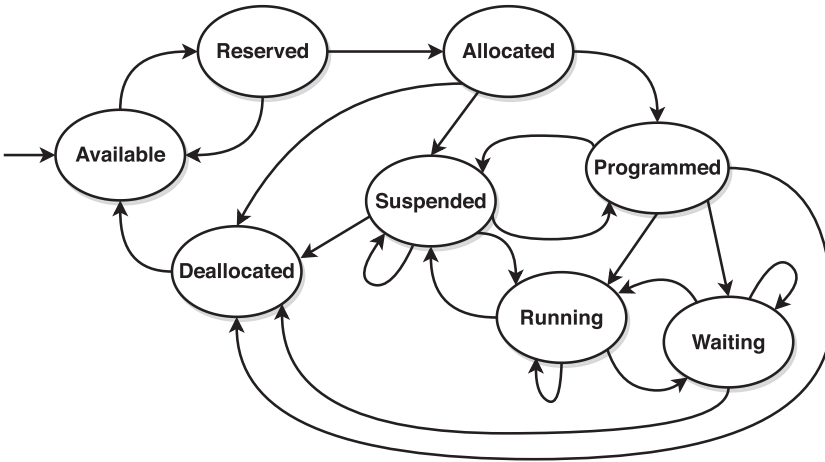 Reserved
Allocated
Available
Programmed
Suspended
Deallocated
Running
Waiting